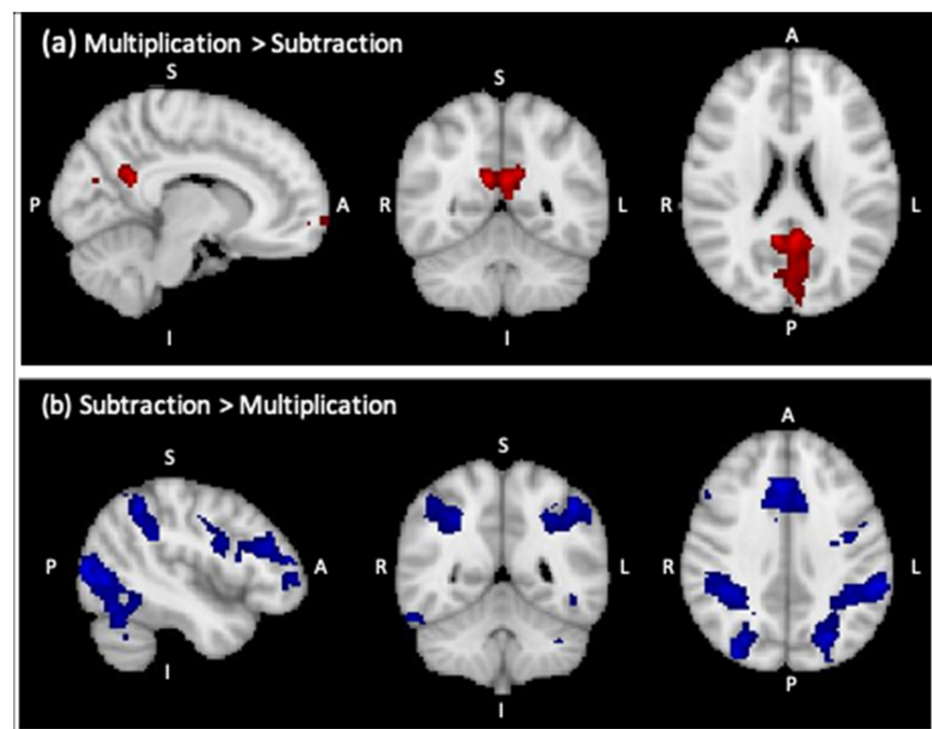 (a) Multiplication > Subtraction
S
S
A
P
A
R
L
R
L
I
I
P
(b) Subtraction > Multiplication
S
S
A
P
A
R
L
R
L
I
I
P